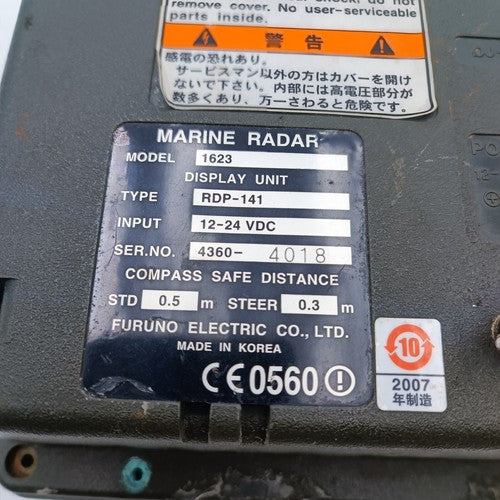 remove cover. No user-serviceable
parts inside.
警告
感電の恐れあり。
サービスマン以外の方はカバーを開け
ないで下さい。内部には高電圧部分が
数多くあり、万一さわると危険です。
MARINE RADAR
MODEL 1623
DISPLAY UNIT
TYPE RDP-141
INPUT 12-24 VDC
SER.NO. 4360- 4018
COMPASS SAFE DISTANCE
STD 0.5 m STEER 0.3 m
FURUNO ELECTRIC CO., LTD.
MADE IN KOREA
CE0560
10
2007
年制造
12-